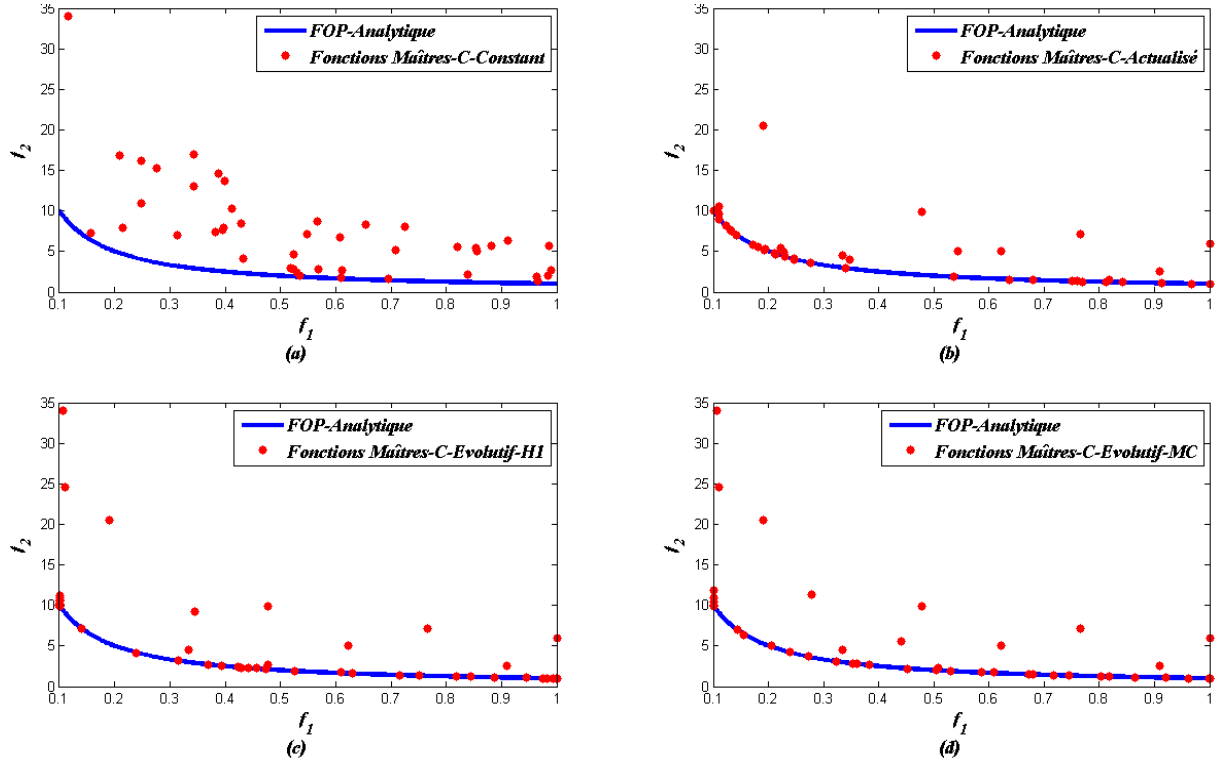 FOP-Analytique
Fonctions Maîtres-C-Constant
35
30
25
20
15
10
5
0
f2
0.1 0.2 0.3 0.4 0.5 0.6 0.7 0.8 0.9 1
f1
(a)
FOP-Analytique
Fonctions Maîtres-C-Actualisé
35
30
25
20
15
10
5
0
f2
0.1 0.2 0.3 0.4 0.5 0.6 0.7 0.8 0.9 1
f1
(b)
FOP-Analytique
Fonctions Maîtres-C-Evolutif-H1
35
30
25
20
15
10
5
0
f2
0.1 0.2 0.3 0.4 0.5 0.6 0.7 0.8 0.9 1
f1
(c)
FOP-Analytique
Fonctions Maîtres-C-Evolutif-MC
35
30
25
20
15
10
5
0
f2
0.1 0.2 0.3 0.4 0.5 0.6 0.7 0.8 0.9 1
f1
(d)